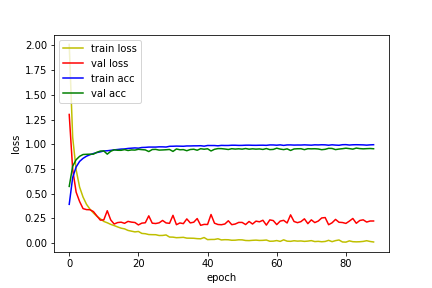 2.00
1.75
1.50
1.25
1.00
0.75
0.50
0.25
0.00
loss
train loss
val loss
train acc
val acc
0 20 40 60 80
epoch